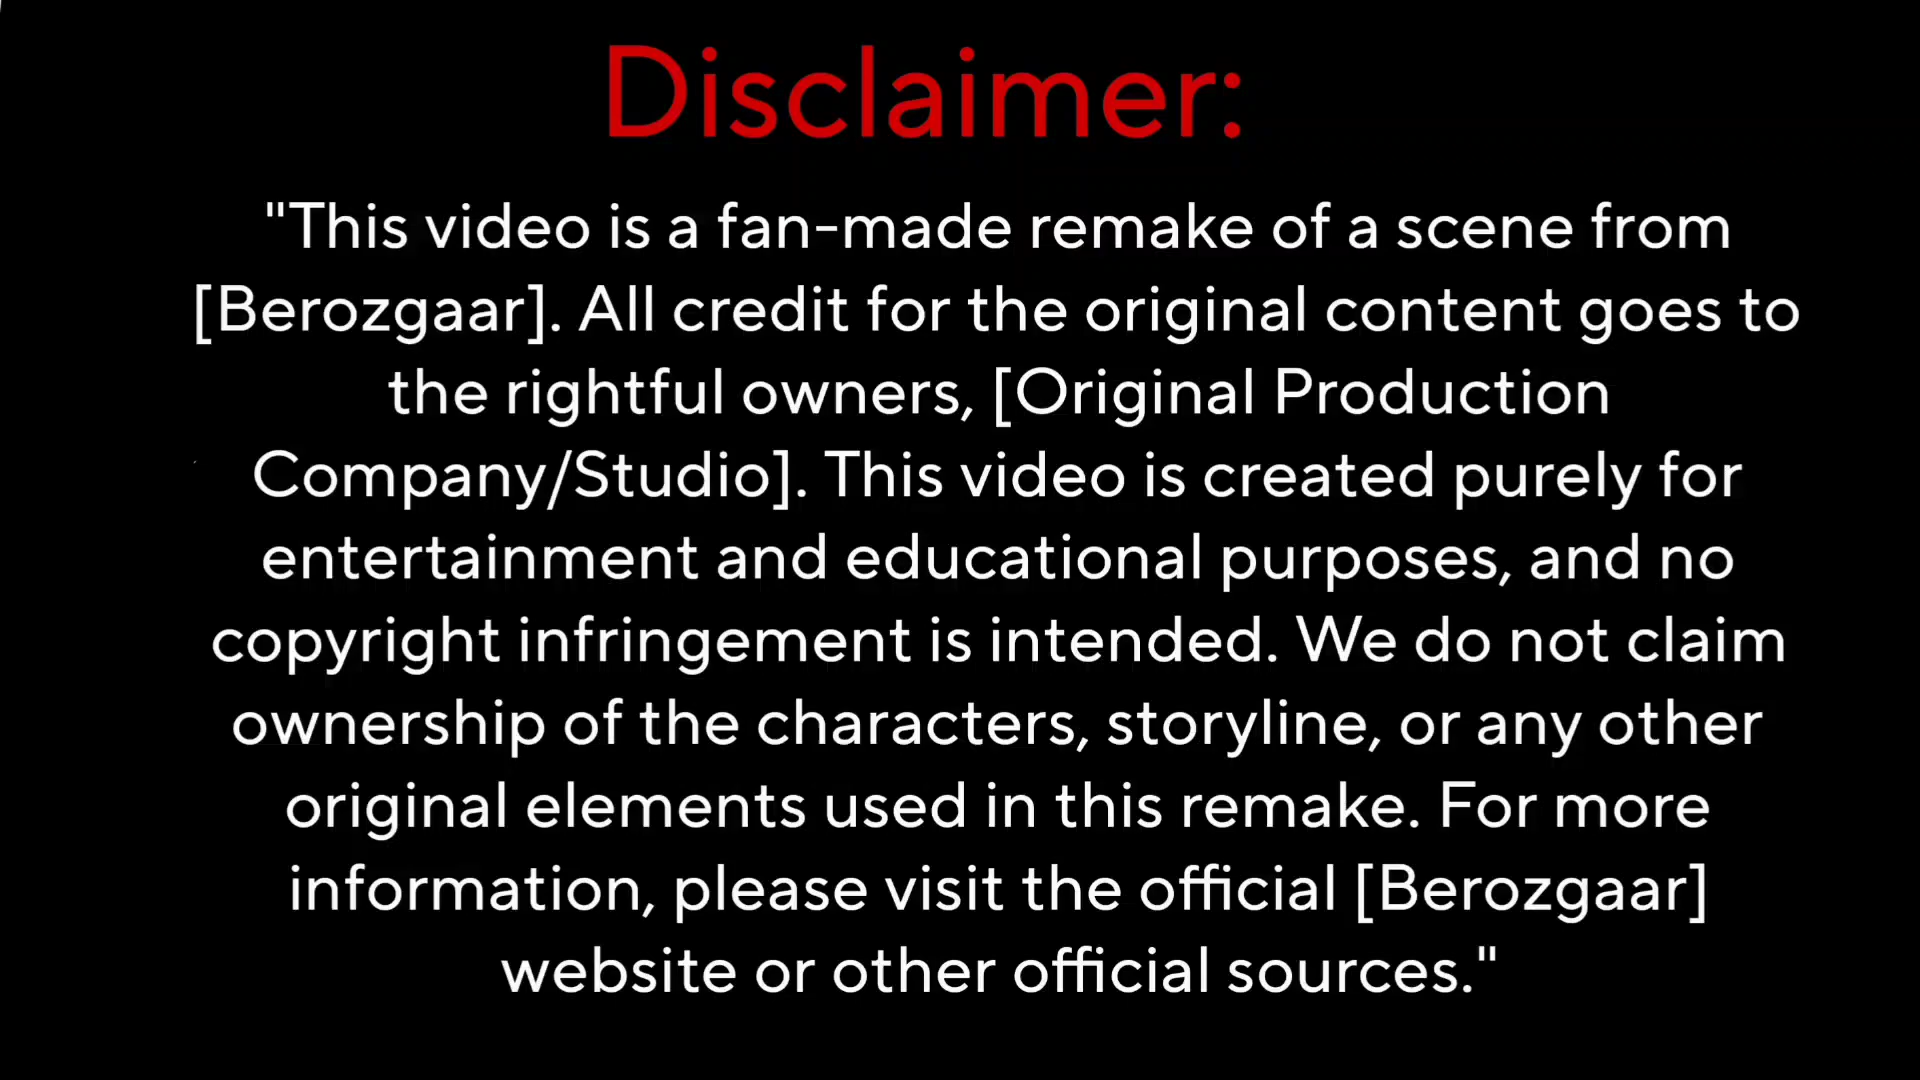 Disclaimer:
"This video is a fan-made remake of a scene from
[Berozgaar]. All credit for the original content goes to
the rightful owners, [Original Production
Company/Studio]. This video is created purely for
entertainment and educational purposes, and no
copyright infringement is intended. We do not claim
ownership of the characters, storyline, or any other
original elements used in this remake. For more
information, please visit the official [Berozgaar]
website or other official sources."